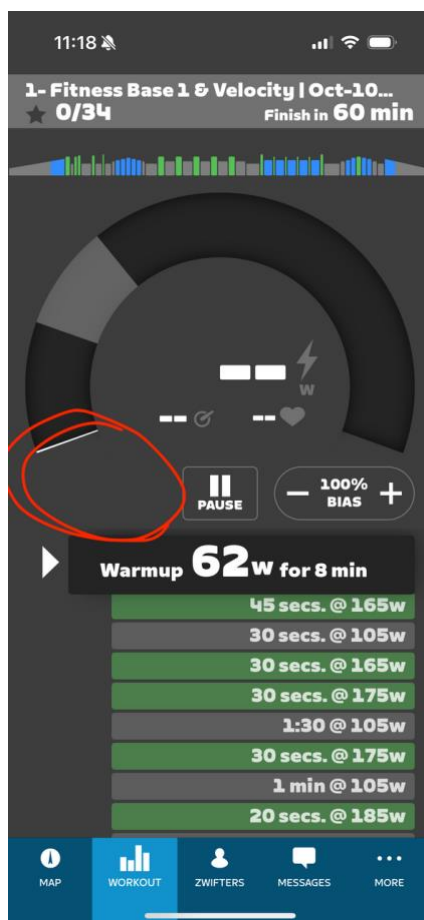 11:18
1- Fitness Base 1 & Velocity | Oct-10...
0/34 Finish in 60 min
-- W
-- --
PAUSE
− 100% BIAS +
Warmup 62w for 8 min
45 secs. @ 165w
30 secs. @ 105w
30 secs. @ 165w
30 secs. @ 175w
1:30 @ 105w
30 secs. @ 175w
1 min @ 105w
20 secs. @ 185w
MAP WORKOUT ZWIFTERS MESSAGES MORE